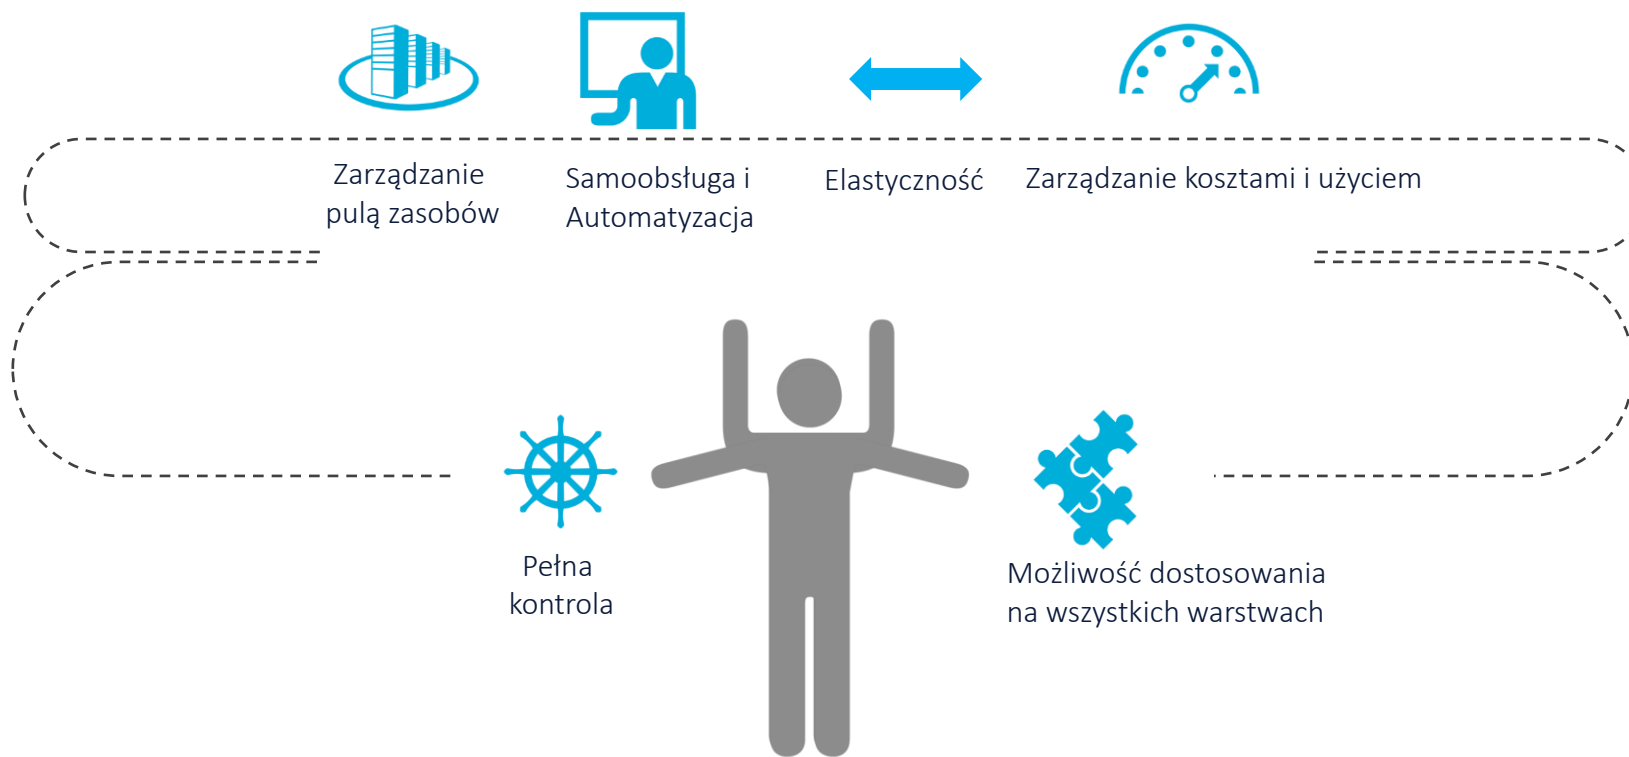 Zarządzanie
pulą zasobów
Samoobsługa i
Automatyzacja
Elastyczność
Zarządzanie kosztami i użyciem
Pełna
kontrola
Możliwość dostosowania
na wszystkich warstwach